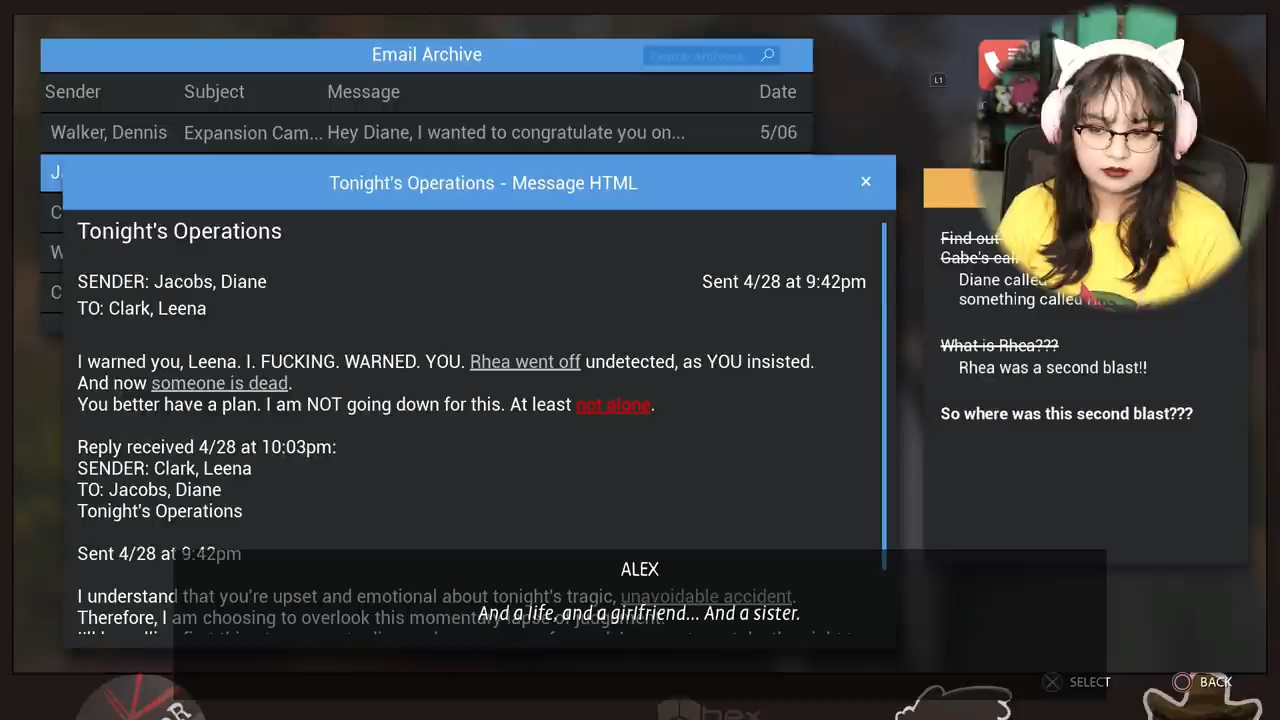 Email Archive
Search Archives
L1
Sender Subject Message Date
Walker, Dennis Expansion Cam... Hey Diane, I wanted to congratulate you on... 5/06
Tonight's Operations - Message HTML ×
Tonight's Operations
SENDER: Jacobs, Diane Sent 4/28 at 9:42pm
TO: Clark, Leena
I warned you, Leena. I. FUCKING. WARNED. YOU. Rhea went off undetected, as YOU insisted.
And now someone is dead.
You better have a plan. I am NOT going down for this. At least not alone.
Reply received 4/28 at 10:03pm:
SENDER: Clark, Leena
TO: Jacobs, Diane
Tonight's Operations
Sent 4/28 at 9:42pm
I understand that you're upset and emotional about tonight's tragic, unavoidable accident.
Therefore, I am choosing to overlook this momentary lapse of judgement.
ALEX
And a life, and a girlfriend... And a sister.
Find out
Gabe's call
Diane called
something called
What is Rhea???
Rhea was a second blast!!
So where was this second blast???
SELECT BACK